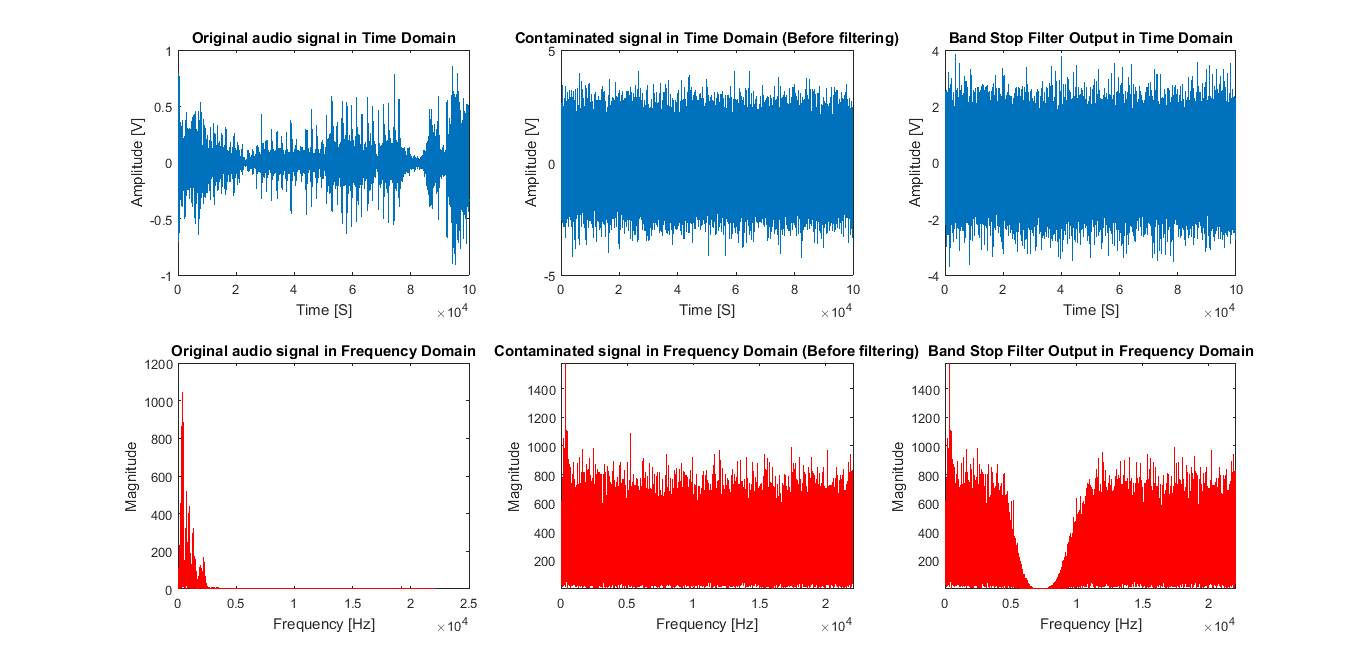 Original audio signal in Time Domain
Amplitude [V]
1
0.5
0
-0.5
-1
0 2 4 6 8 10
Time [S]
×10^4
Contaminated signal in Time Domain (Before filtering)
Amplitude [V]
5
0
-5
0 2 4 6 8 10
Time [S]
×10^4
Band Stop Filter Output in Time Domain
Amplitude [V]
4
2
0
-2
-4
0 2 4 6 8 10
Time [S]
×10^4
Original audio signal in Frequency Domain
Magnitude
1200
1000
800
600
400
200
0
0 0.5 1 1.5 2 2.5
Frequency [Hz]
×10^4
Contaminated signal in Frequency Domain (Before filtering)
Magnitude
1400
1200
1000
800
600
400
200
0 0.5 1 1.5 2
Frequency [Hz]
×10^4
Band Stop Filter Output in Frequency Domain
Magnitude
1400
1200
1000
800
600
400
200
0 0.5 1 1.5 2
Frequency [Hz]
×10^4